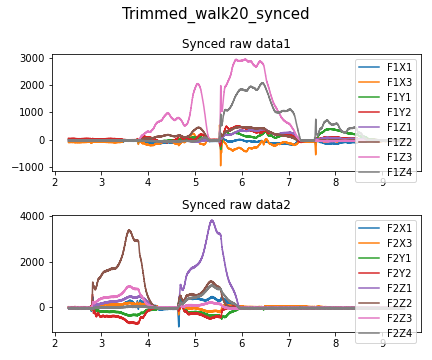 Trimmed_walk20_synced
Synced raw data1
3000
2000
1000
0
−1000
2 3 4 5 6 7 8 9
F1X1
F1X3
F1Y1
F1Y2
F1Z1
F1Z2
F1Z3
F1Z4
Synced raw data2
4000
2000
0
2 3 4 5 6 7 8 9
F2X1
F2X3
F2Y1
F2Y2
F2Z1
F2Z2
F2Z3
F2Z4